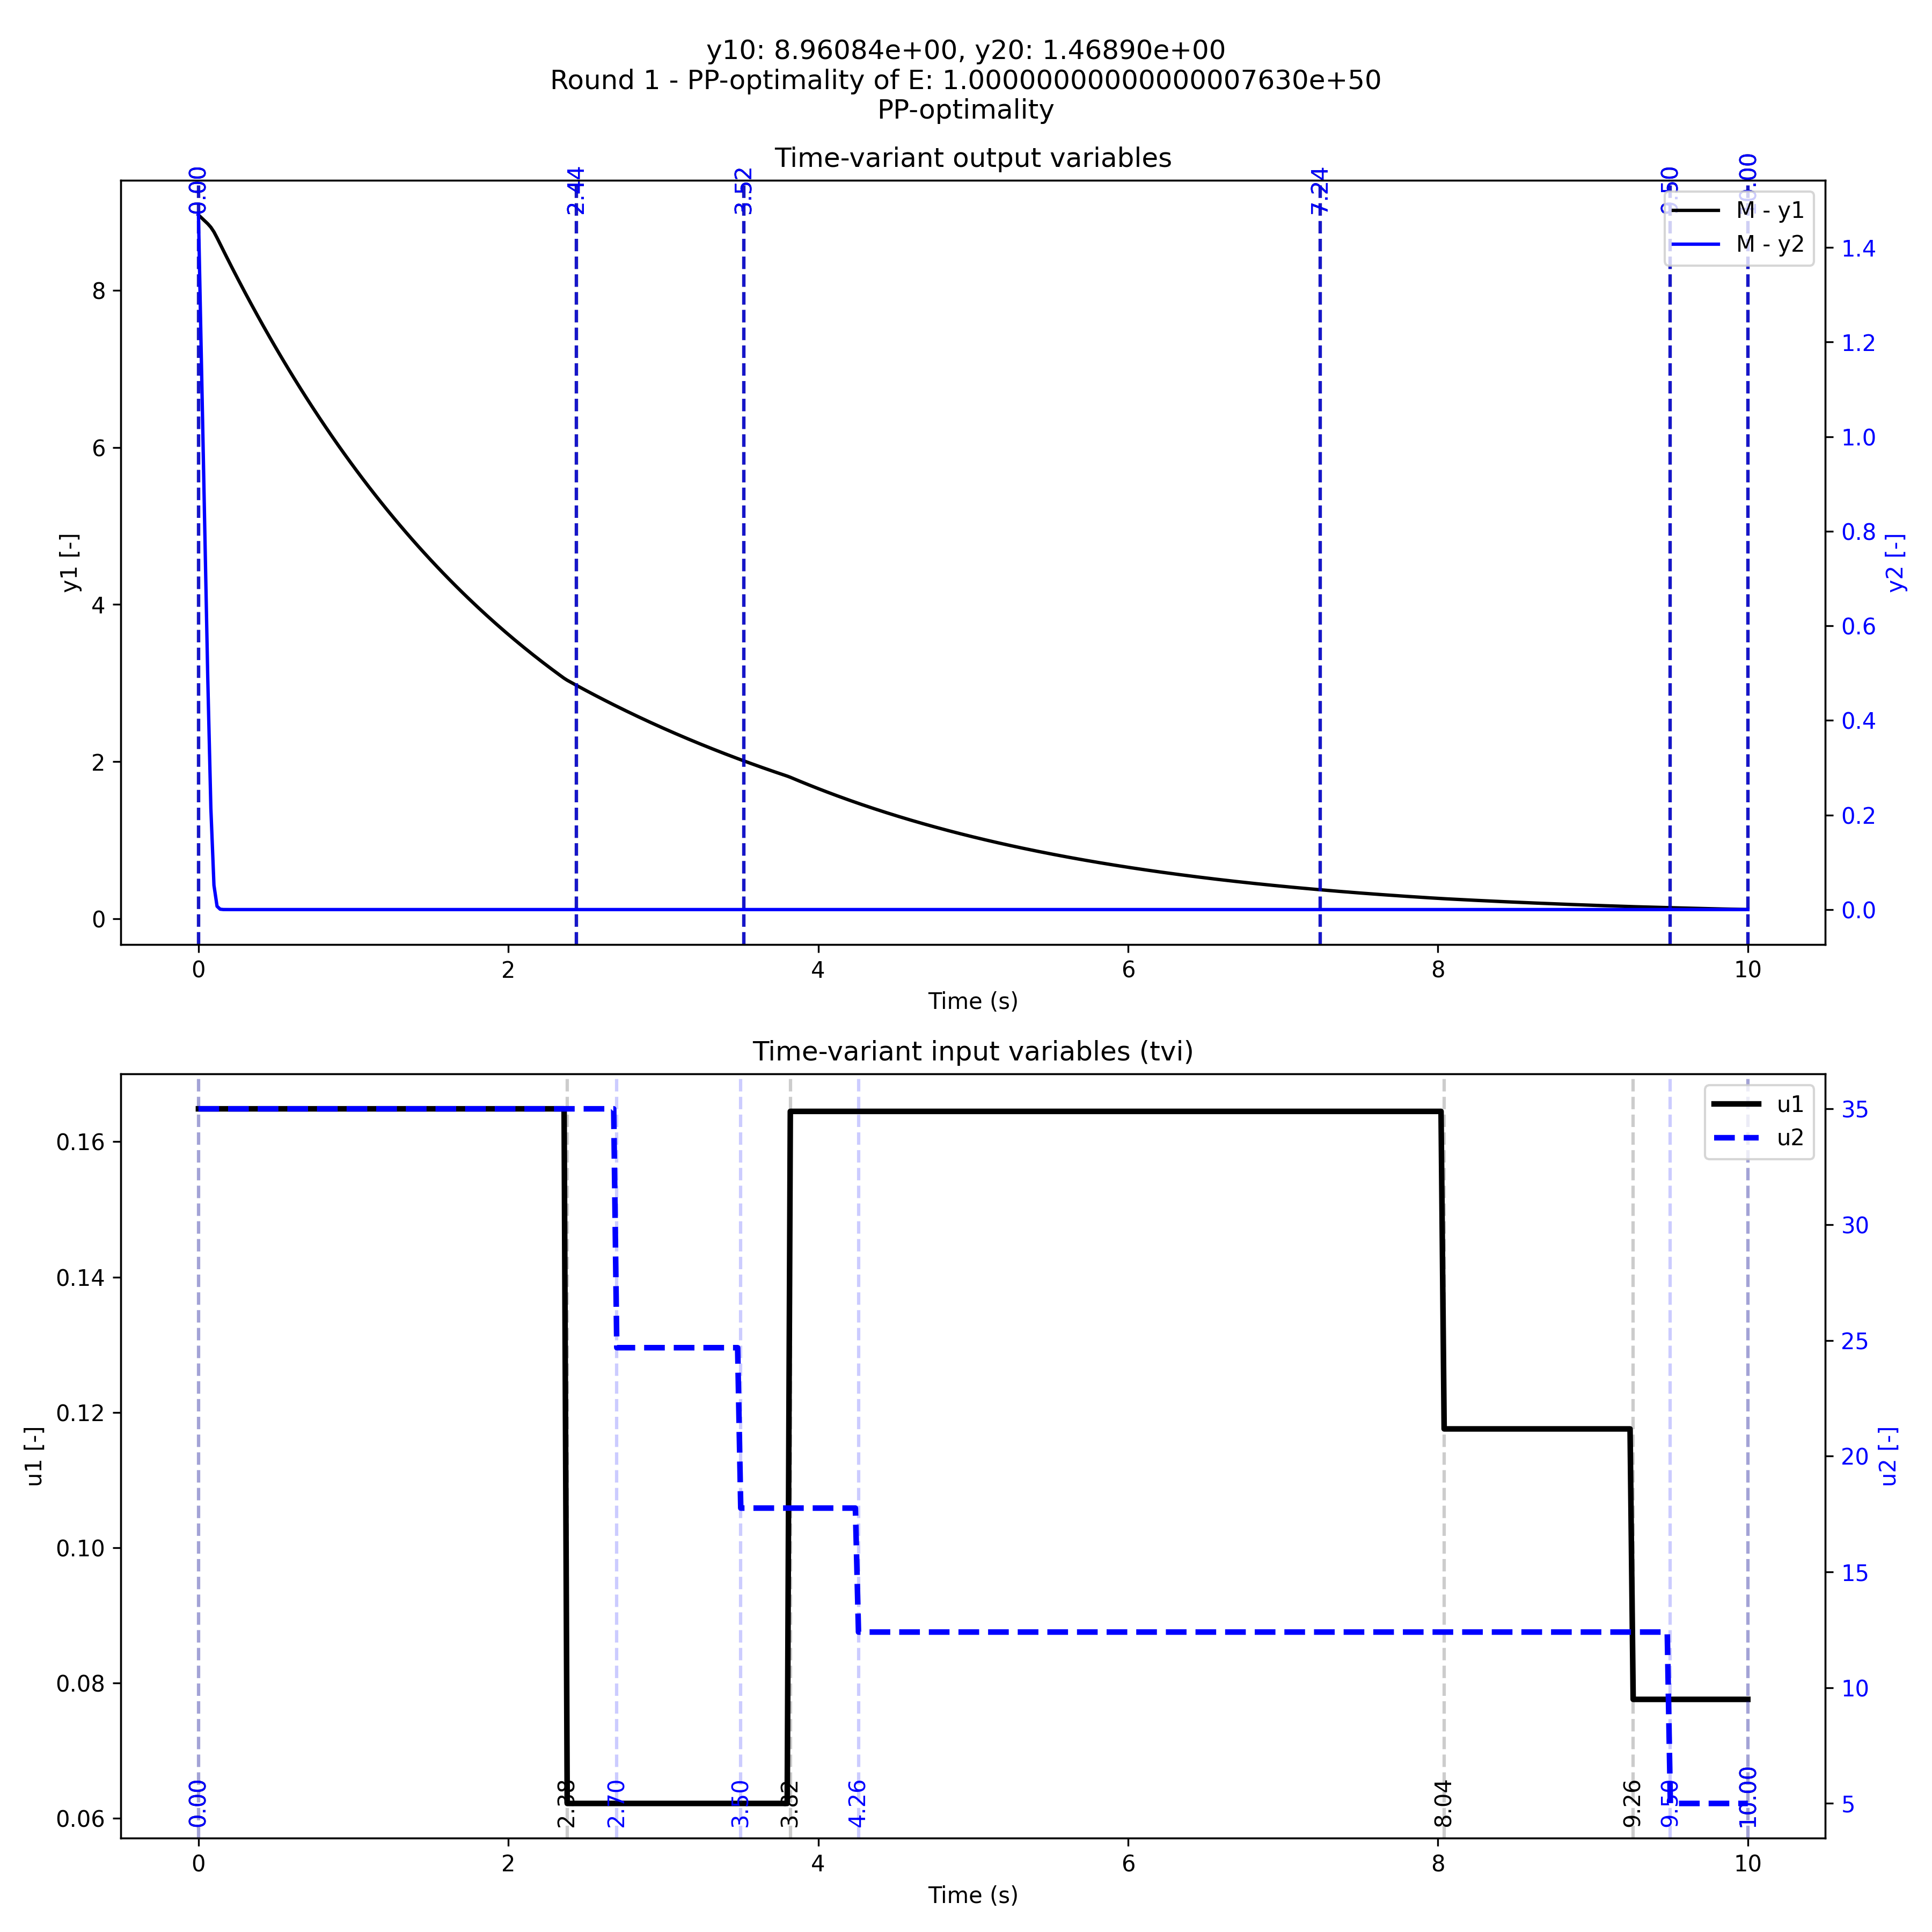 y10: 8.96084e+00, y20: 1.46890e+00
Round 1 - PP-optimality of E: 1.00000000000000007630e+50
PP-optimality
Time-variant output variables
0.00
2.44
3.52
7.24
M - y1
M - y2
8
6
4
2
0
y1 [-]
1.4
1.2
1.0
0.8
0.6
0.4
0.2
0.0
y2 [-]
0 2 4 6 8 10
Time (s)
Time-variant input variables (tvi)
u1
u2
0.16
0.14
0.12
0.10
0.08
0.06
u1 [-]
35
30
25
20
15
10
5
u2 [-]
0.00
2.38
2.70
3.50
3.82
4.26
8.04
9.26
9.50
10.00
0 2 4 6 8 10
Time (s)